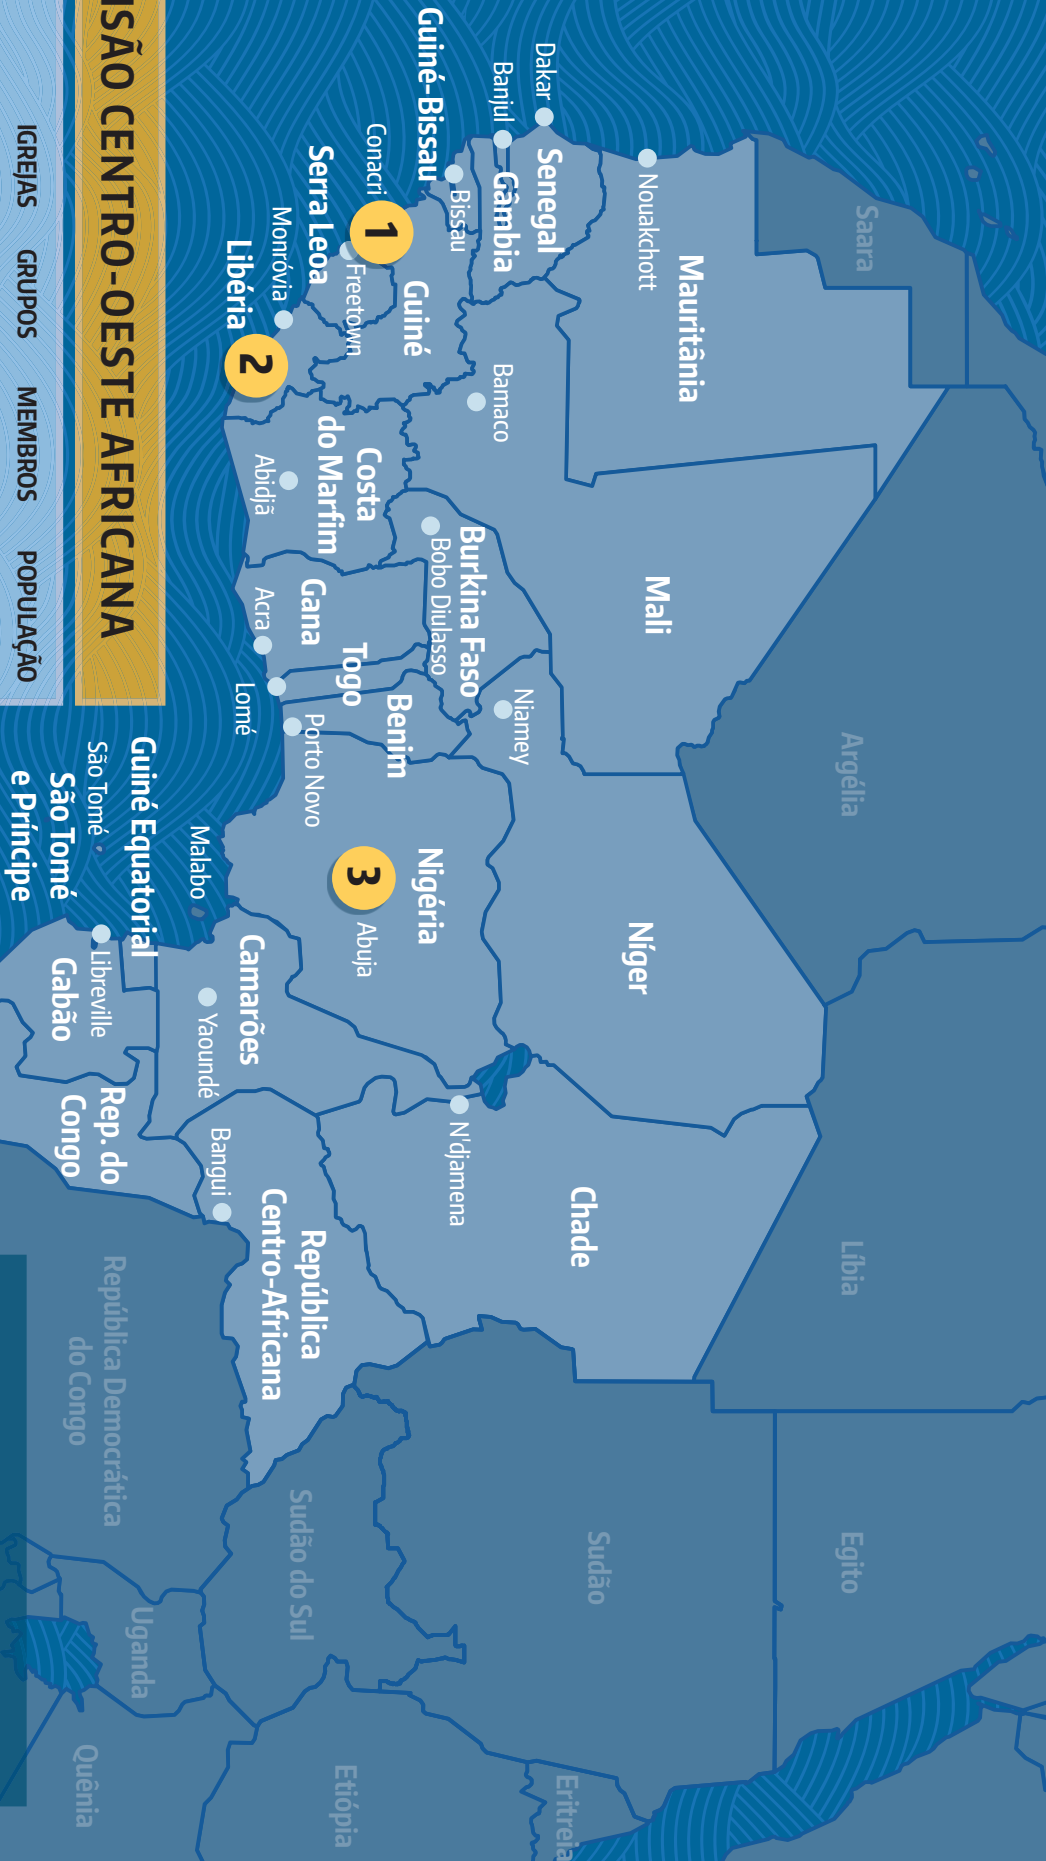 Saara
Argélia
Líbia
Egito
Nouakchott
Mauritânia
Mali
Níger
Chade
Sudão
Eritreia
Dakar
Senegal
Banjul
Gâmbia
Guiné-Bissau
Bissau
Bamaco
Burkina Faso
Bobo Diulasso
Niamey
N'djamena
Conacri
1
Guiné
Serra Leoa
Freetown
Costa
do Marfim
Abidjã
Monróvia
Libéria
2
Gana
Acra
Togo
Lomé
Benim
Porto Novo
Nigéria
3
Abuja
Camarões
Yaoundé
República
Centro-Africana
Bangui
Sudão do Sul
Etiópia
Malabo
Guiné Equatorial
São Tomé
São Tomé
e Príncipe
Libreville
Gabão
Rep. do
Congo
República Democrática
do Congo
Uganda
Quênia
ISÃO CENTRO-OESTE AFRICANA
IGREJAS GRUPOS MEMBROS POPULAÇÃO